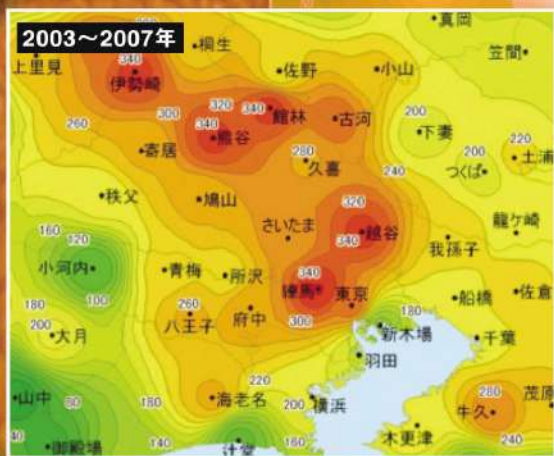 2003～2007年
真岡
桐生
笠間
340
上里見
佐野
小山
伊勢崎
320
340
館林
200
300
340
熊谷
古河
下妻
260
220
280
寄居
久喜
200
土浦
240
つくば
秩父
鳩山
320
龍ケ崎
160
さいたま
越谷
120
340
我孫子
小河内
青梅
所沢
340
練馬
東京
船橋
佐倉
100
180
260
180
300
200
八王子
府中
新木場
大月
千葉
羽田
220
280
茂原
山中
80
180
海老名
200
横浜
牛久
40
木更津
御殿場
140
辻堂
160
240